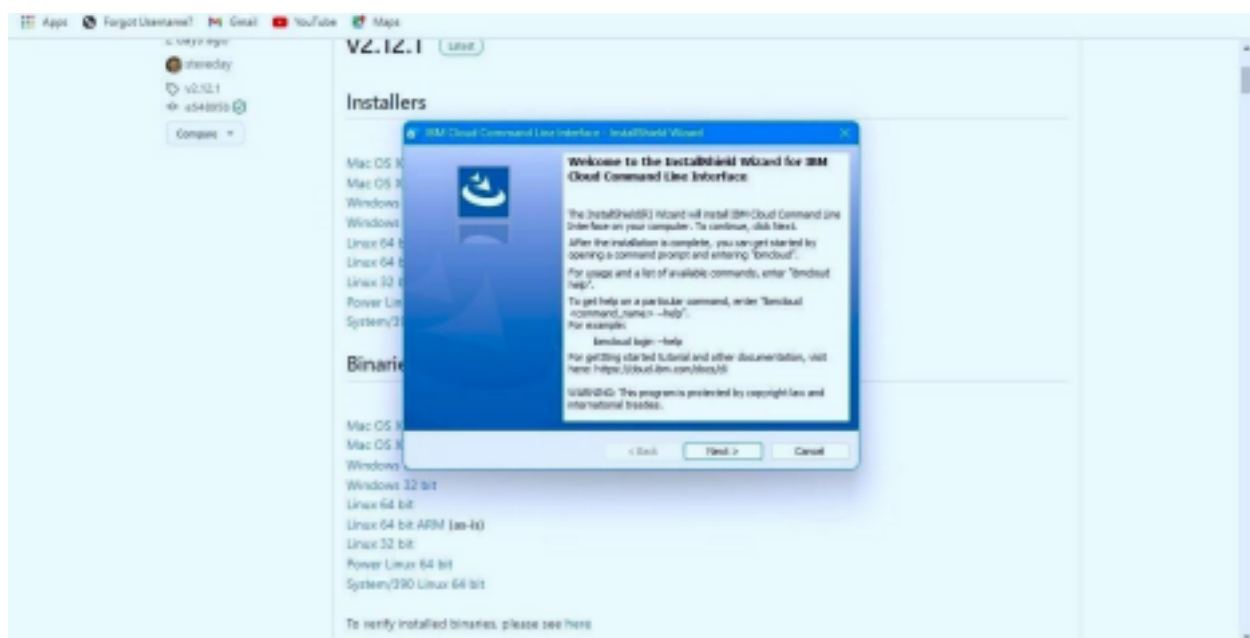 Apps Forgot Username? Gmail YouTube Maps
days ago
v2.12.1 Latest
steveday
v2.12.1
Compare
Installers
IBM Cloud Command Line Interface - InstallShield Wizard
Welcome to the InstallShield Wizard for IBM
Cloud Command Line Interface
The InstallShield(R) Wizard will install IBM Cloud Command Line
Interface on your computer. To continue, click Next.
After the installation is complete, you can get started by
opening a command prompt and entering "ibmcloud".
For usage and a list of available commands, enter "ibmcloud
help".
To get help on a particular command, enter "ibmcloud
<command_name> --help".
For example:
ibmcloud login --help
For getting started tutorial and other documentation, visit
here: https://cloud.ibm.com/docs/cli
WARNING: This program is protected by copyright law and
international treaties.
< Back Next > Cancel
Mac OS X
Mac OS X
Windows
Windows
Linux 64 b
Linux 64 b
Linux 32 b
Power Lin
System/39
Binarie
Mac OS X
Mac OS X
Windows
Windows 32 bit
Linux 64 bit
Linux 64 bit ARM (as-is)
Linux 32 bit
Power Linux 64 bit
System/390 Linux 64 bit
To verify installed binaries, please see here